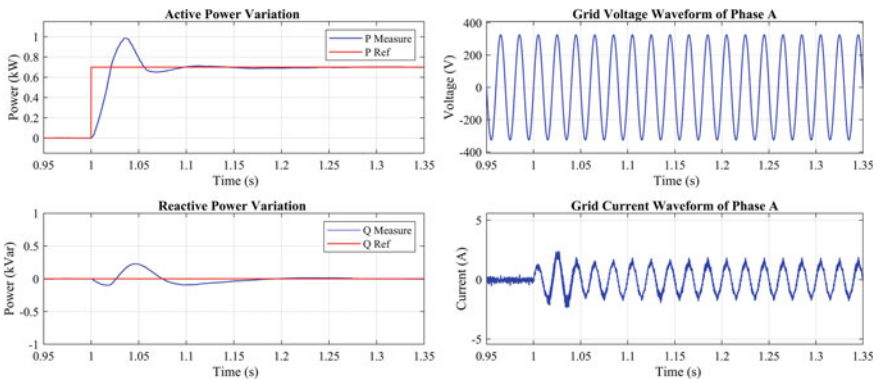 Active Power Variation
1
0.8
0.6
0.4
0.2
0
Power (kW)
P Measure
P Ref
0.95 1 1.05 1.1 1.15 1.2 1.25 1.3 1.35
Time (s)
Grid Voltage Waveform of Phase A
400
200
0
-200
-400
Voltage (V)
0.95 1 1.05 1.1 1.15 1.2 1.25 1.3 1.35
Time (s)
Reactive Power Variation
1
0.5
0
-0.5
-1
Power (kVar)
Q Measure
Q Ref
0.95 1 1.05 1.1 1.15 1.2 1.25 1.3 1.35
Time (s)
Grid Current Waveform of Phase A
5
0
-5
Current (A)
0.95 1 1.05 1.1 1.15 1.2 1.25 1.3 1.35
Time (s)